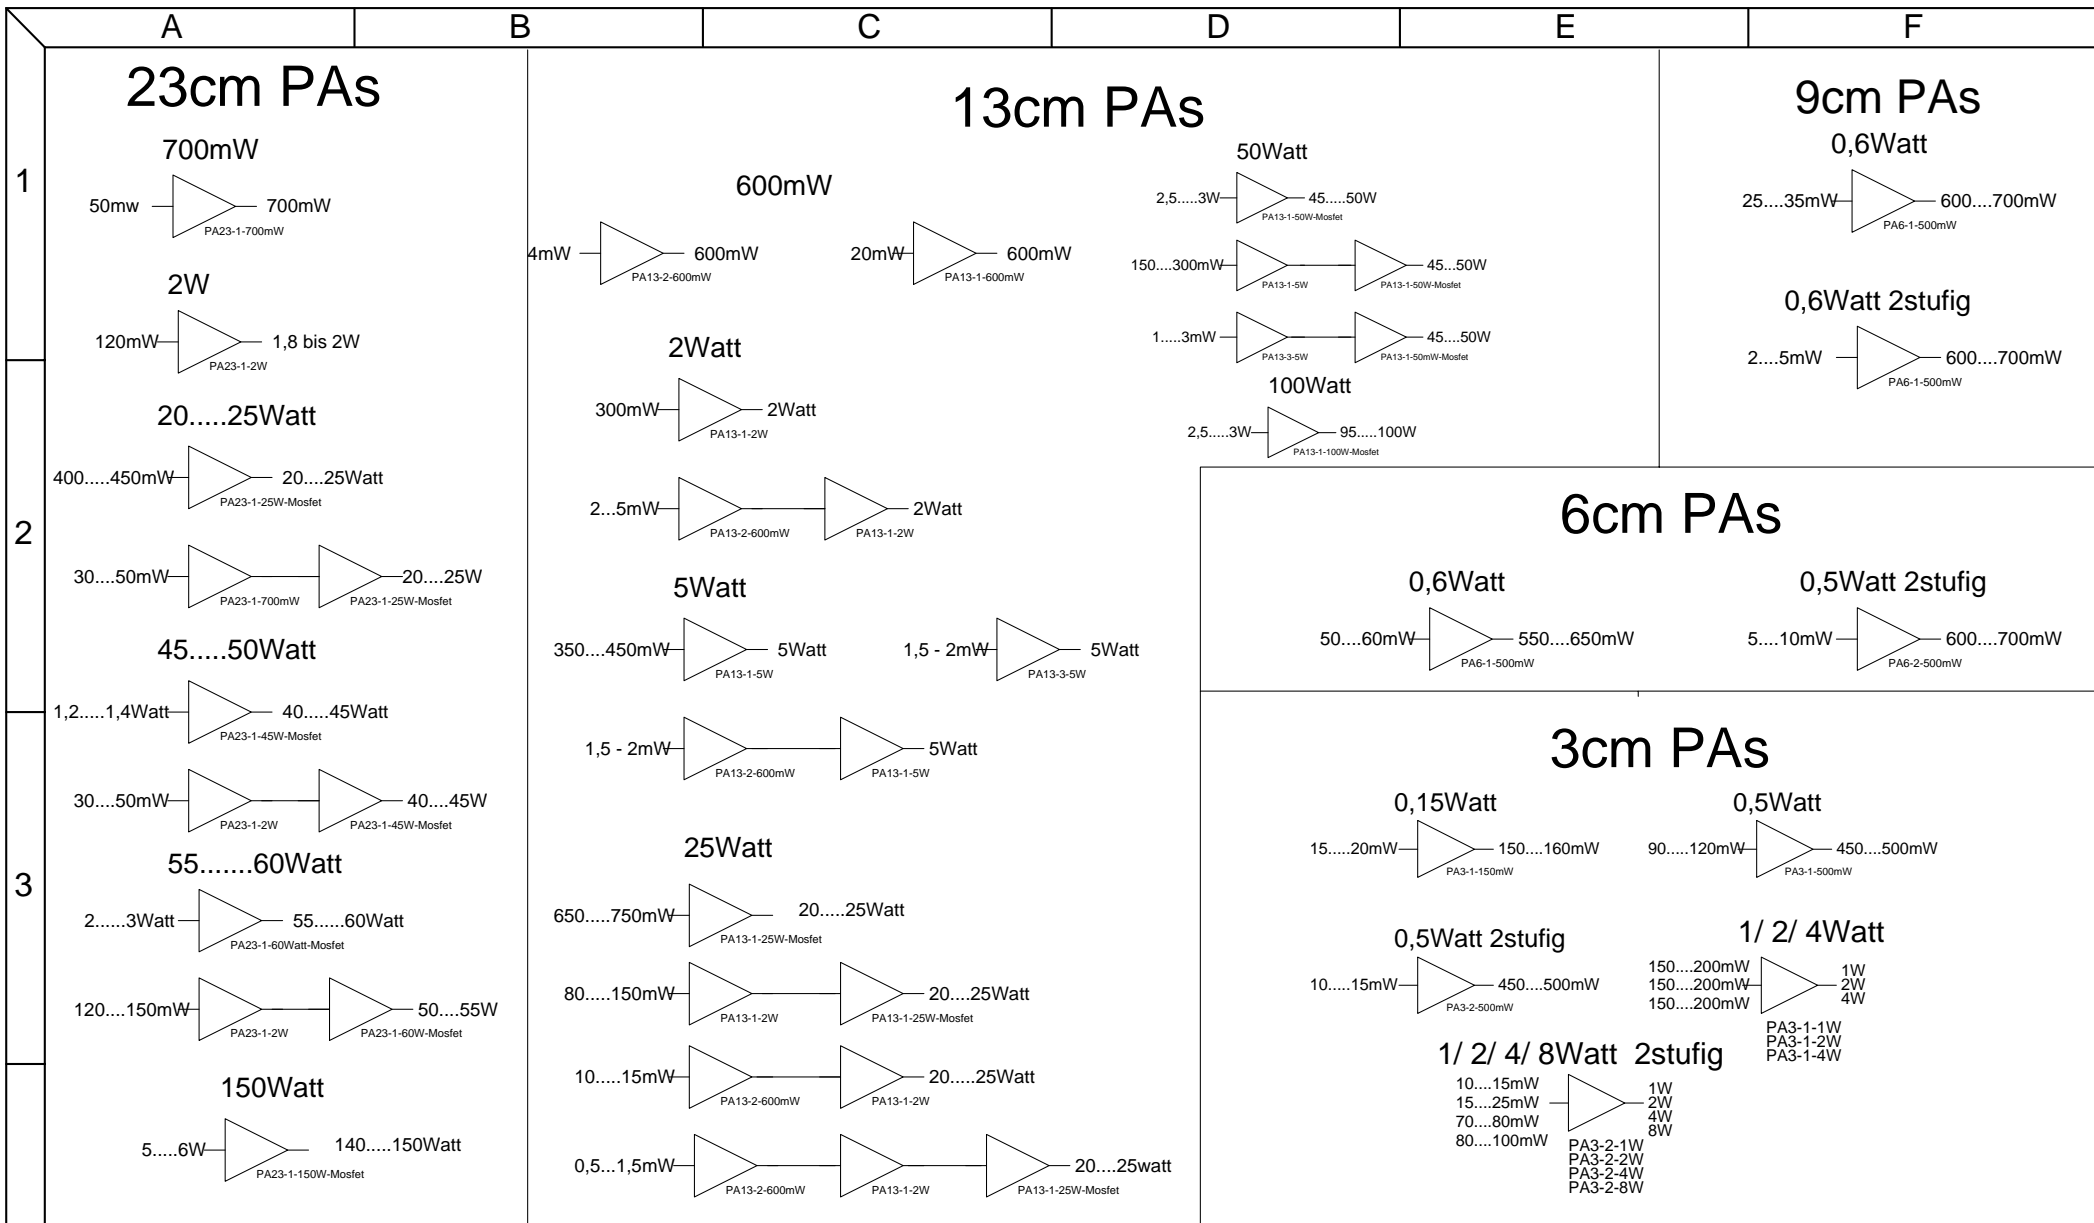 A
B
C
D
E
F
1
2
3
23cm PAs
700mW
50mw
700mW
PA23-1-700mW
2W
120mW
1,8 bis 2W
PA23-1-2W
20.....25Watt
400.....450mW
20....25Watt
PA23-1-25W-Mosfet
30....50mW
20....25W
PA23-1-700mW
PA23-1-25W-Mosfet
45.....50Watt
1,2.....1,4Watt
40.....45Watt
PA23-1-45W-Mosfet
30....50mW
40....45W
PA23-1-2W
PA23-1-45W-Mosfet
55.......60Watt
2......3Watt
55......60Watt
PA23-1-60Watt-Mosfet
120....150mW
50....55W
PA23-1-2W
PA23-1-60W-Mosfet
150Watt
5....6W
140.....150Watt
PA23-1-150W-Mosfet
13cm PAs
600mW
4mW
600mW
PA13-2-600mW
20mW
600mW
PA13-1-600mW
2Watt
300mW
2Watt
PA13-1-2W
2...5mW
2Watt
PA13-2-600mW
PA13-1-2W
5Watt
350....450mW
5Watt
PA13-1-5W
1,5 - 2mW
5Watt
PA13-3-5W
1,5 - 2mW
5Watt
PA13-2-600mW
PA13-1-5W
25Watt
650.....750mW
20.....25Watt
PA13-1-25W-Mosfet
80.....150mW
20....25Watt
PA13-1-2W
PA13-1-25W-Mosfet
10.....15mW
20.....25Watt
PA13-2-600mW
PA13-1-2W
0,5...1,5mW
20....25watt
PA13-2-600mW
PA13-1-2W
PA13-1-25W-Mosfet
50Watt
2,5.....3W
45.....50W
PA13-1-50W-Mosfet
150....300mW
45...50W
PA13-1-5W
PA13-1-50W-Mosfet
1....3mW
45....50W
PA13-3-5W
PA13-1-50mW-Mosfet
100Watt
2,5.....3W
95.....100W
PA13-1-100W-Mosfet
9cm PAs
0,6Watt
25....35mW
600....700mW
PA6-1-500mW
0,6Watt 2stufig
2....5mW
600....700mW
PA6-1-500mW
6cm PAs
0,6Watt
50....60mW
550....650mW
PA6-1-500mW
0,5Watt 2stufig
5....10mW
600....700mW
PA6-2-500mW
3cm PAs
0,15Watt
15.....20mW
150....160mW
PA3-1-150mW
0,5Watt
90.....120mW
450....500mW
PA3-1-500mW
0,5Watt 2stufig
10....15mW
450....500mW
PA3-2-500mW
1/ 2/ 4Watt
150....200mW
150....200mW
150....200mW
1W
2W
4W
PA3-1-1W
PA3-1-2W
PA3-1-4W
1/ 2/ 4/ 8Watt 2stufig
10....15mW
15....25mW
70....80mW
80....100mW
1W
2W
4W
8W
PA3-2-1W
PA3-2-2W
PA3-2-4W
PA3-2-8W